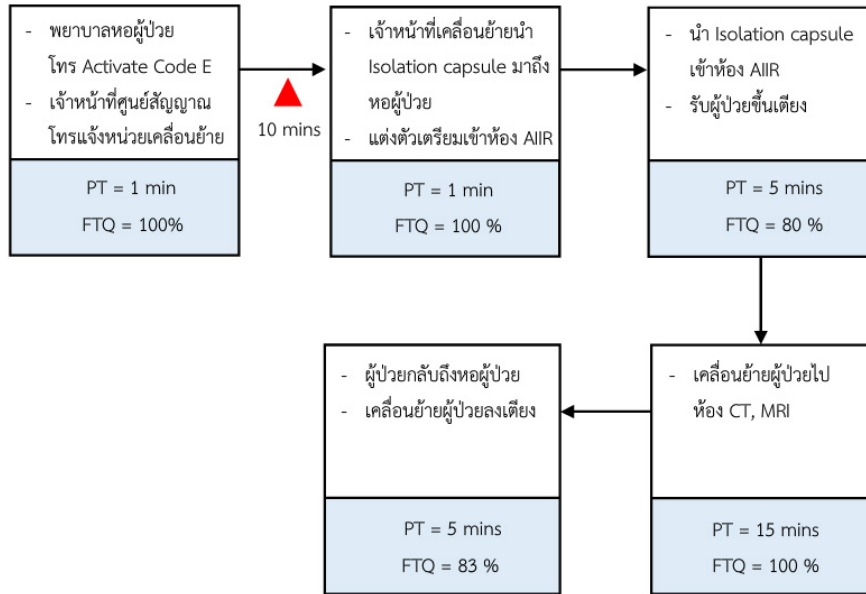 - พยาบาลหอผู้ป่วย
โทร Activate Code E
- เจ้าหน้าที่ศูนย์สัญญาณ
โทรแจ้งหน่วยเคลื่อนย้าย
PT = 1 min
FTQ = 100%
10 mins
- เจ้าหน้าที่เคลื่อนย้ายนำ
Isolation capsule มาถึง
หอผู้ป่วย
- แต่งตัวเตรียมเข้าห้อง AIIR
PT = 1 min
FTQ = 100 %
- นำ Isolation capsule
เข้าห้อง AIIR
- รับผู้ป่วยขึ้นเตียง
PT = 5 mins
FTQ = 80 %
- เคลื่อนย้ายผู้ป่วยไป
ห้อง CT, MRI
PT = 15 mins
FTQ = 100 %
- ผู้ป่วยกลับถึงหอผู้ป่วย
- เคลื่อนย้ายผู้ป่วยลงเตียง
PT = 5 mins
FTQ = 83 %